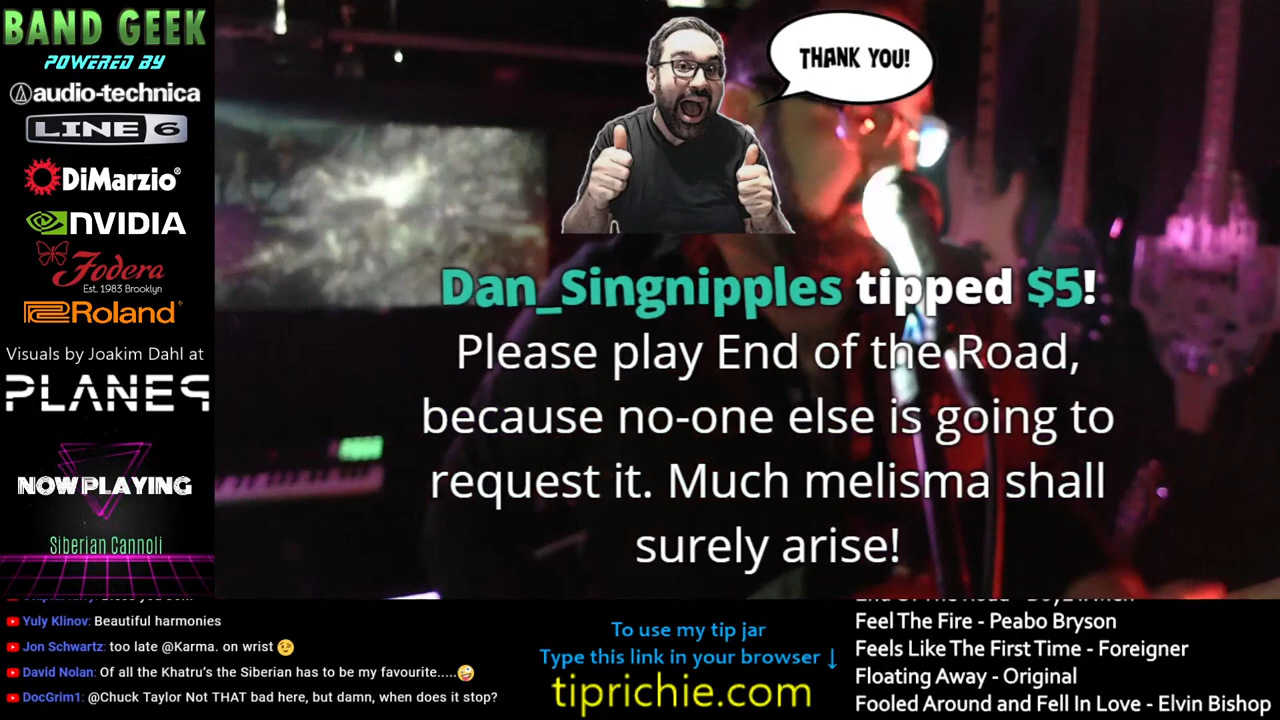 BAND GEEK
POWERED BY
audio-technica
LINE 6
DiMarzio®
NVIDIA
Fodera
Est. 1983 Brooklyn
Roland®
Visuals by Joakim Dahl at
PLANE9
NOW PLAYING
Siberian Cannoli
THANK YOU!
Dan_Singnipples tipped $5!
Please play End of the Road,
because no-one else is going to
request it. Much melisma shall
surely arise!
Yuly Klinov: Beautiful harmonies
Jon Schwartz: too late @Karma. on wrist 😉
David Nolan: Of all the Khatru's the Siberian has to be my favourite.....🤪
DocGrim1: @Chuck Taylor Not THAT bad here, but damn, when does it stop?
To use my tip jar
Type this link in your browser ↓
tiprichie.com
Feel The Fire - Peabo Bryson
Feels Like The First Time - Foreigner
Floating Away - Original
Fooled Around and Fell In Love - Elvin Bishop